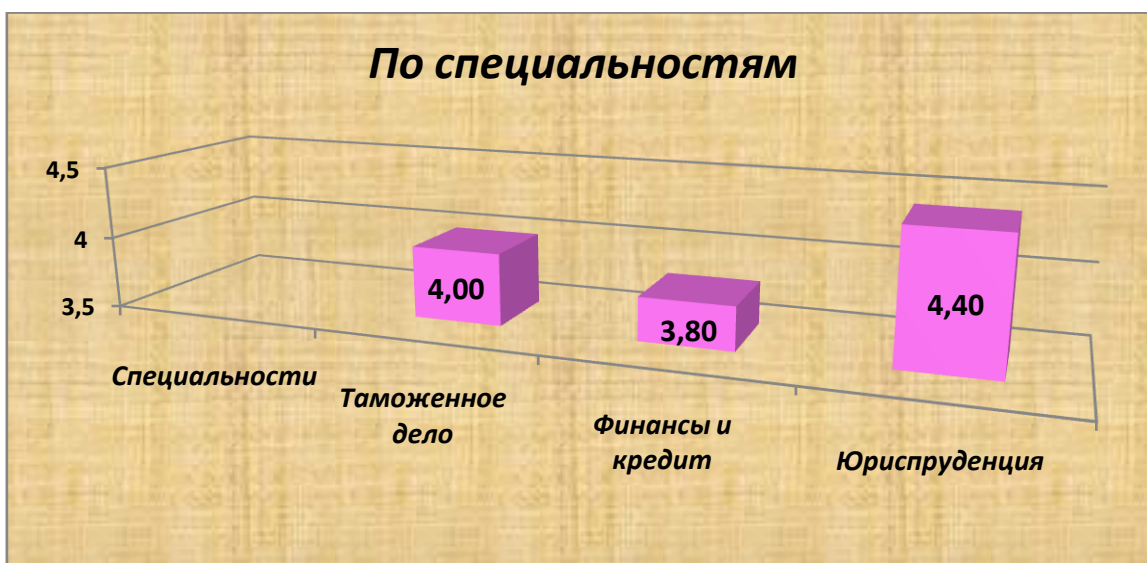 По специальностям
4,5
4
3,5
4,00
3,80
4,40
Специальности
Таможенное
дело
Финансы и
кредит
Юриспруденция